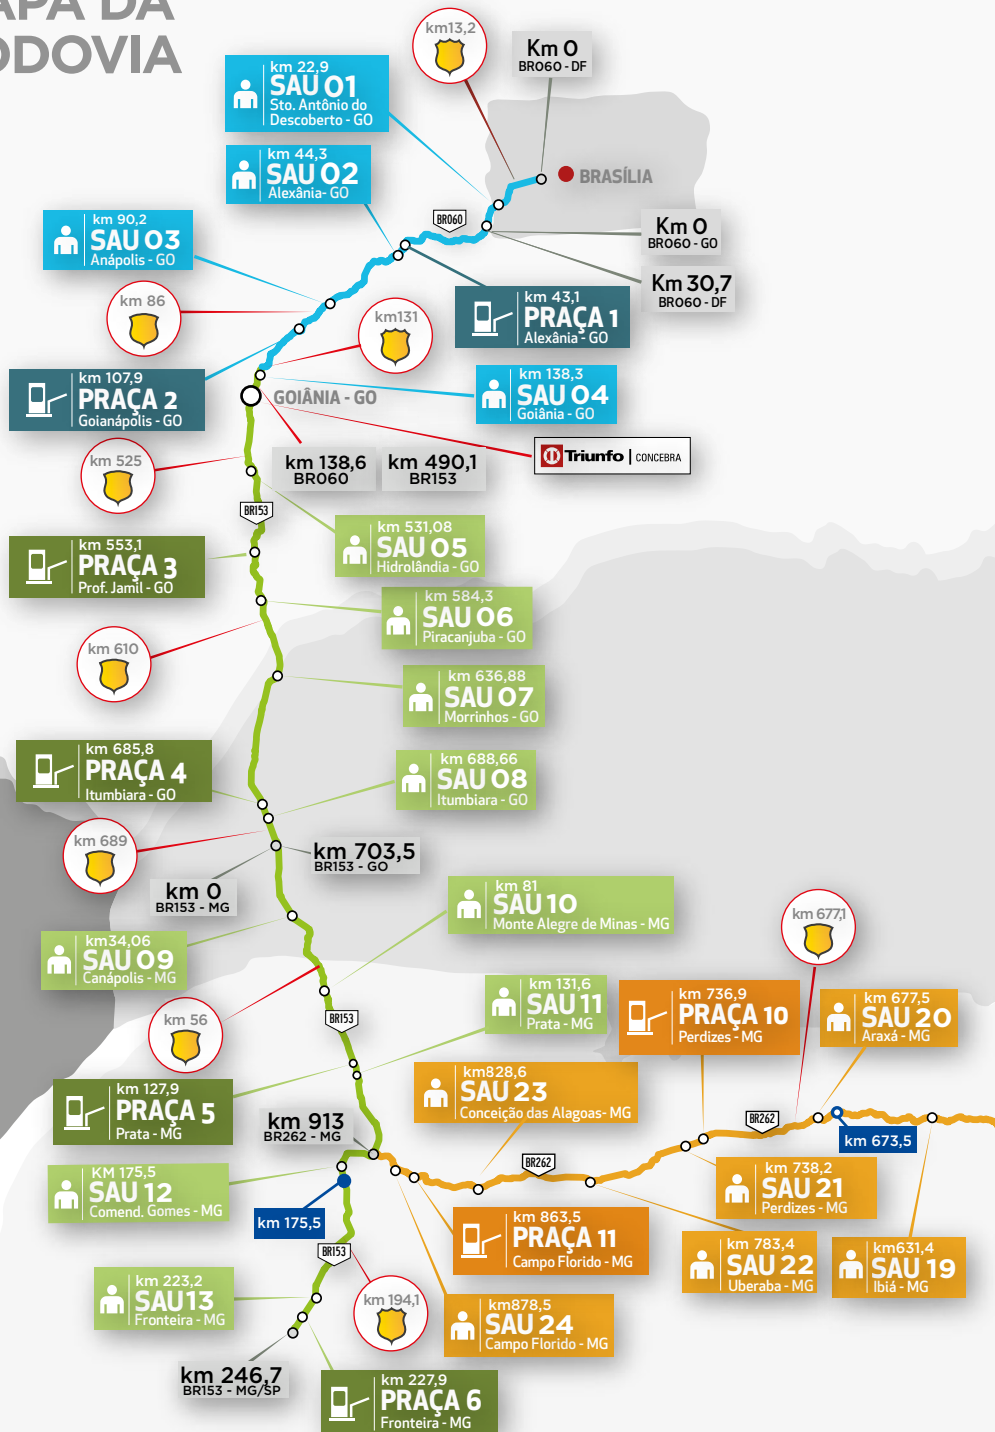 APA DA
ODOVIA
km13,2
Km 0
BR060 - DF
km 22,9
SAU 01
Sto. Antônio do
Descoberto - GO
km 44,3
SAU 02
Alexânia- GO
BRASÍLIA
km 90,2
SAU 03
Anápolis - GO
BR060
Km 0
BR060 - GO
Km 30,7
BR060 - DF
km 86
km131
km 43,1
PRAÇA 1
Alexânia - GO
km 107,9
PRAÇA 2
Goianápolis - GO
km 138,3
SAU 04
Goiânia - GO
GOIÂNIA - GO
Triunfo | CONCEBRA
km 138,6
BR060
km 490,1
BR153
km 525
BR153
km 531,08
SAU 05
Hidrolândia - GO
km 553,1
PRAÇA 3
Prof. Jamil - GO
km 584,3
SAU 06
Piracanjuba - GO
km 610
km 636,88
SAU 07
Morrinhos - GO
km 685,8
PRAÇA 4
Itumbiara - GO
km 688,66
SAU 08
Itumbiara - GO
km 689
km 703,5
BR153 - GO
km 0
BR153 - MG
km 81
SAU 10
Monte Alegre de Minas - MG
km 677,1
km34,06
SAU 09
Canápolis - MG
km 131,6
SAU 11
Prata - MG
km 736,9
PRAÇA 10
Perdizes - MG
km 677,5
SAU 20
Araxá - MG
km 56
BR153
km828,6
SAU 23
Conceição das Alagoas- MG
km 127,9
PRAÇA 5
Prata - MG
km 913
BR262 - MG
BR262
km 673,5
BR262
KM 175,5
SAU 12
Comend. Gomes - MG
km 738,2
SAU 21
Perdizes - MG
km 175,5
km 863,5
PRAÇA 11
Campo Florido - MG
km 783,4
SAU 22
Uberaba - MG
km631,4
SAU 19
Ibiá - MG
BR153
km 223,2
SAU 13
Fronteira - MG
km 194,1
km878,5
SAU 24
Campo Florido - MG
km 246,7
BR153 - MG/SP
km 227,9
PRAÇA 6
Fronteira - MG